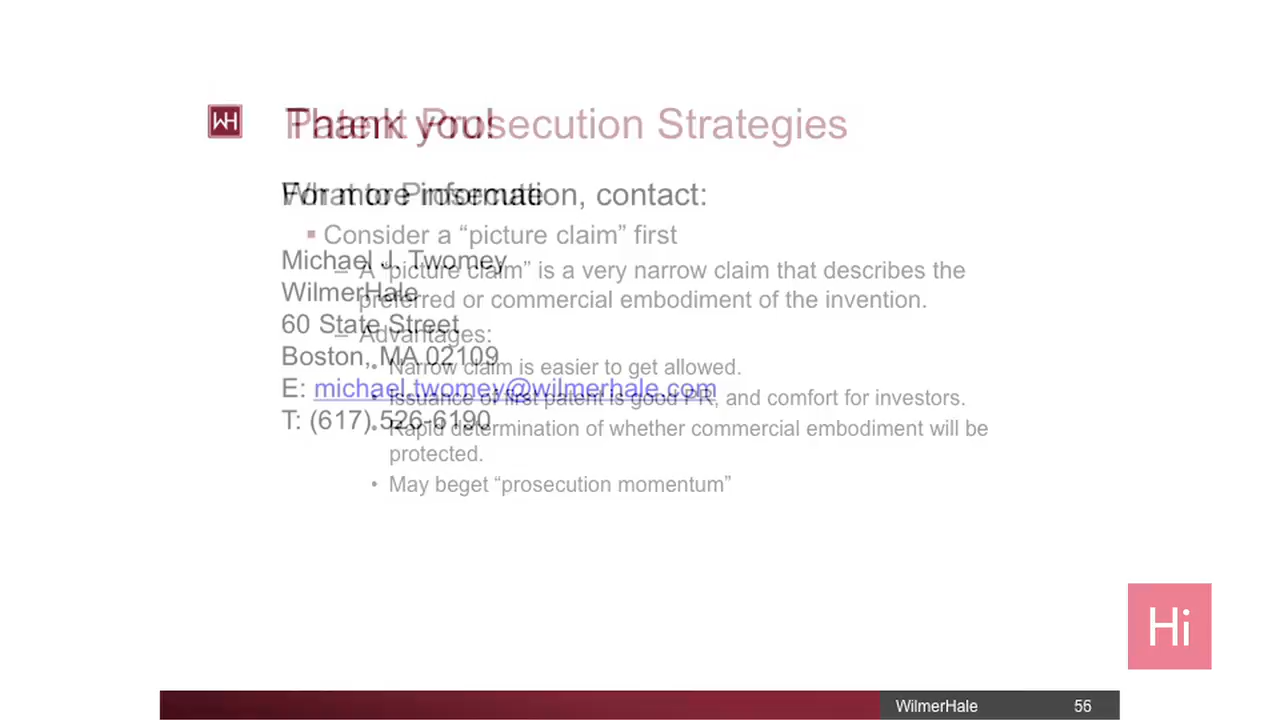 WH
Thank you!
Patent Prosecution Strategies
For more information, contact:
What to Prosecute
▪ Consider a “picture claim” first
Michael J. Twomey
– A “picture claim” is a very narrow claim that describes the
WilmerHale
preferred or commercial embodiment of the invention.
60 State Street
– Advantages:
Boston, MA 02109
• Narrow claim is easier to get allowed.
E: michael.twomey@wilmerhale.com
• Issuance of first patent is good PR, and comfort for investors.
T: (617) 526-6190
• Rapid determination of whether commercial embodiment will be
protected.
• May beget “prosecution momentum”
Hi
WilmerHale 56